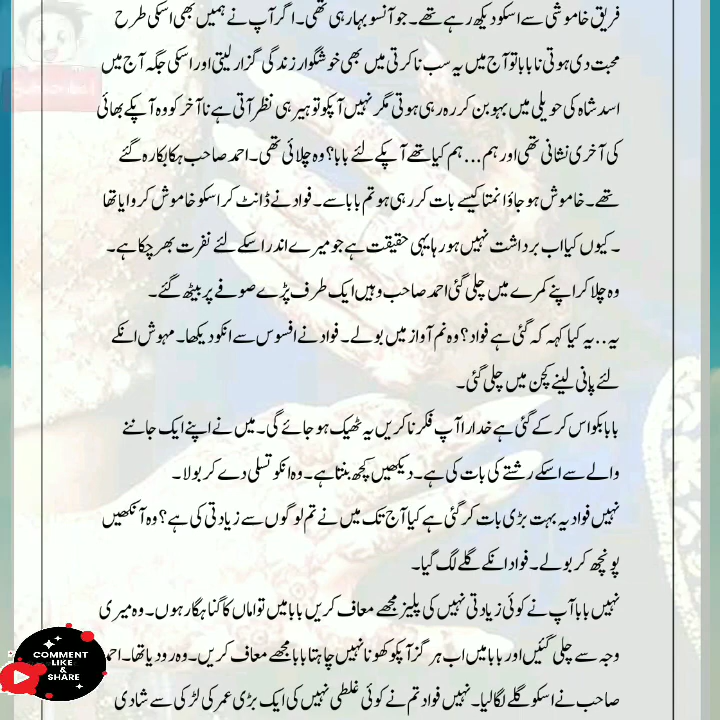 فریق خاموشی سے اسکو دیکھ رہے تھے۔ جو آنسو بہا رہی تھی۔ اگر آپ نے ہمیں بھی اسکی طرح
محبت دی ہوتی نا بابا تو آج میں یہ سب نا کرتی میں بھی خوشگوار زندگی گزار لیتی اور اسکی جگہ آج میں
اسد شاہ کی حویلی میں بہو بن کر رہ رہی ہوتی مگر نہیں آپکو تو ہیر ہی نظر آتی ہے نا آخر کو وہ آپکے بھائی
کی آخری نشانی تھی اور ہم... ہم کیا تھے آپکے لئے بابا؟ وہ چلائی تھی۔ احمد صاحب ہکا بکا رہ گئے
تھے۔ خاموش ہو جاؤ انمتا کیسے بات کر رہی ہو تم بابا سے۔ فواد نے ڈانٹ کر اسکو خاموش کروایا تھا
۔ کیوں کیا اب برداشت نہیں ہو رہا یہی حقیقت ہے جو میرے اندر اسکے لئے نفرت بھر چکا ہے۔
وہ چلا کر اپنے کمرے میں چلی گئی احمد صاحب وہیں ایک طرف پڑے صوفے پر بیٹھ گئے۔
یہ.. یہ کیا کہہ کہ گئی ہے فواد؟ وہ نم آواز میں بولے۔ فواد نے افسوس سے انکو دیکھا۔ مہوش انکے
لئے پانی لینے کچن میں چلی گئی۔
بابا بکواس کر کے گئی ہے خدارا آپ فکر نا کریں یہ ٹھیک ہو جائے گی۔ میں نے اپنے ایک جاننے
والے سے اسکے رشتے کی بات کی ہے۔ دیکھیں کچھ بنتا ہے۔ وہ انکو تسلی دے کر بولا۔
نہیں فواد یہ بہت بڑی بات کر گئی ہے کیا آج تک میں نے تم لوگوں سے زیادتی کی ہے؟ وہ آنکھیں
پونچھ کر بولے۔ فواد انکے گلے لگ گیا۔
نہیں بابا آپ نے کوئی زیادتی نہیں کی پلیز مجھے معاف کریں بابا میں تو اماں کا گناہگار ہوں۔ وہ میری
وجہ سے چلی گئیں اور بابا میں اب ہر گز آپکو کھونا نہیں چاہتا بابا مجھے معاف کریں۔ وہ رو دیا تھا۔ احمد
صاحب نے اسکو گلے لگا لیا۔ نہیں فواد تم نے کوئی غلطی نہیں کی ایک بڑی عمر کی لڑکی سے شادی
COMMENT
LIKE
&
SHARE